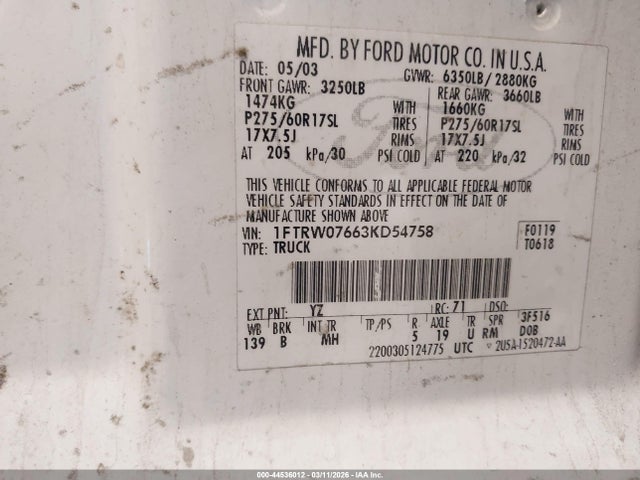 MFD. BY FORD MOTOR CO. IN U.S.A.
DATE: 05/03 GVWR: 6350LB/2880KG
FRONT GAWR: 3250LB REAR GAWR: 3660LB
1474KG WITH 1660KG WITH
P275/60R17SL TIRES P275/60R17SL TIRES
17X7.5J RIMS 17X7.5J RIMS
AT 205 kPa/30 PSI COLD AT 220 kPa/32 PSI COLD
THIS VEHICLE CONFORMS TO ALL APPLICABLE FEDERAL MOTOR
VEHICLE SAFETY STANDARDS IN EFFECT ON THE DATE OF
MANUFACTURE SHOWN ABOVE
VIN: 1FTRW07663KD54758 F0119
TYPE: TRUCK T0618
EXT PNT: YZ RC: 71 DSO:
WB BRK INT TR TP/PS R AXLE TR SPR 3F516
139 B MH 5 19 U RM DOB
2200305124775 UTC 2U5A-1520472-AA
Ford
000-44536012 - 03/11/2026 - IAAI.COM